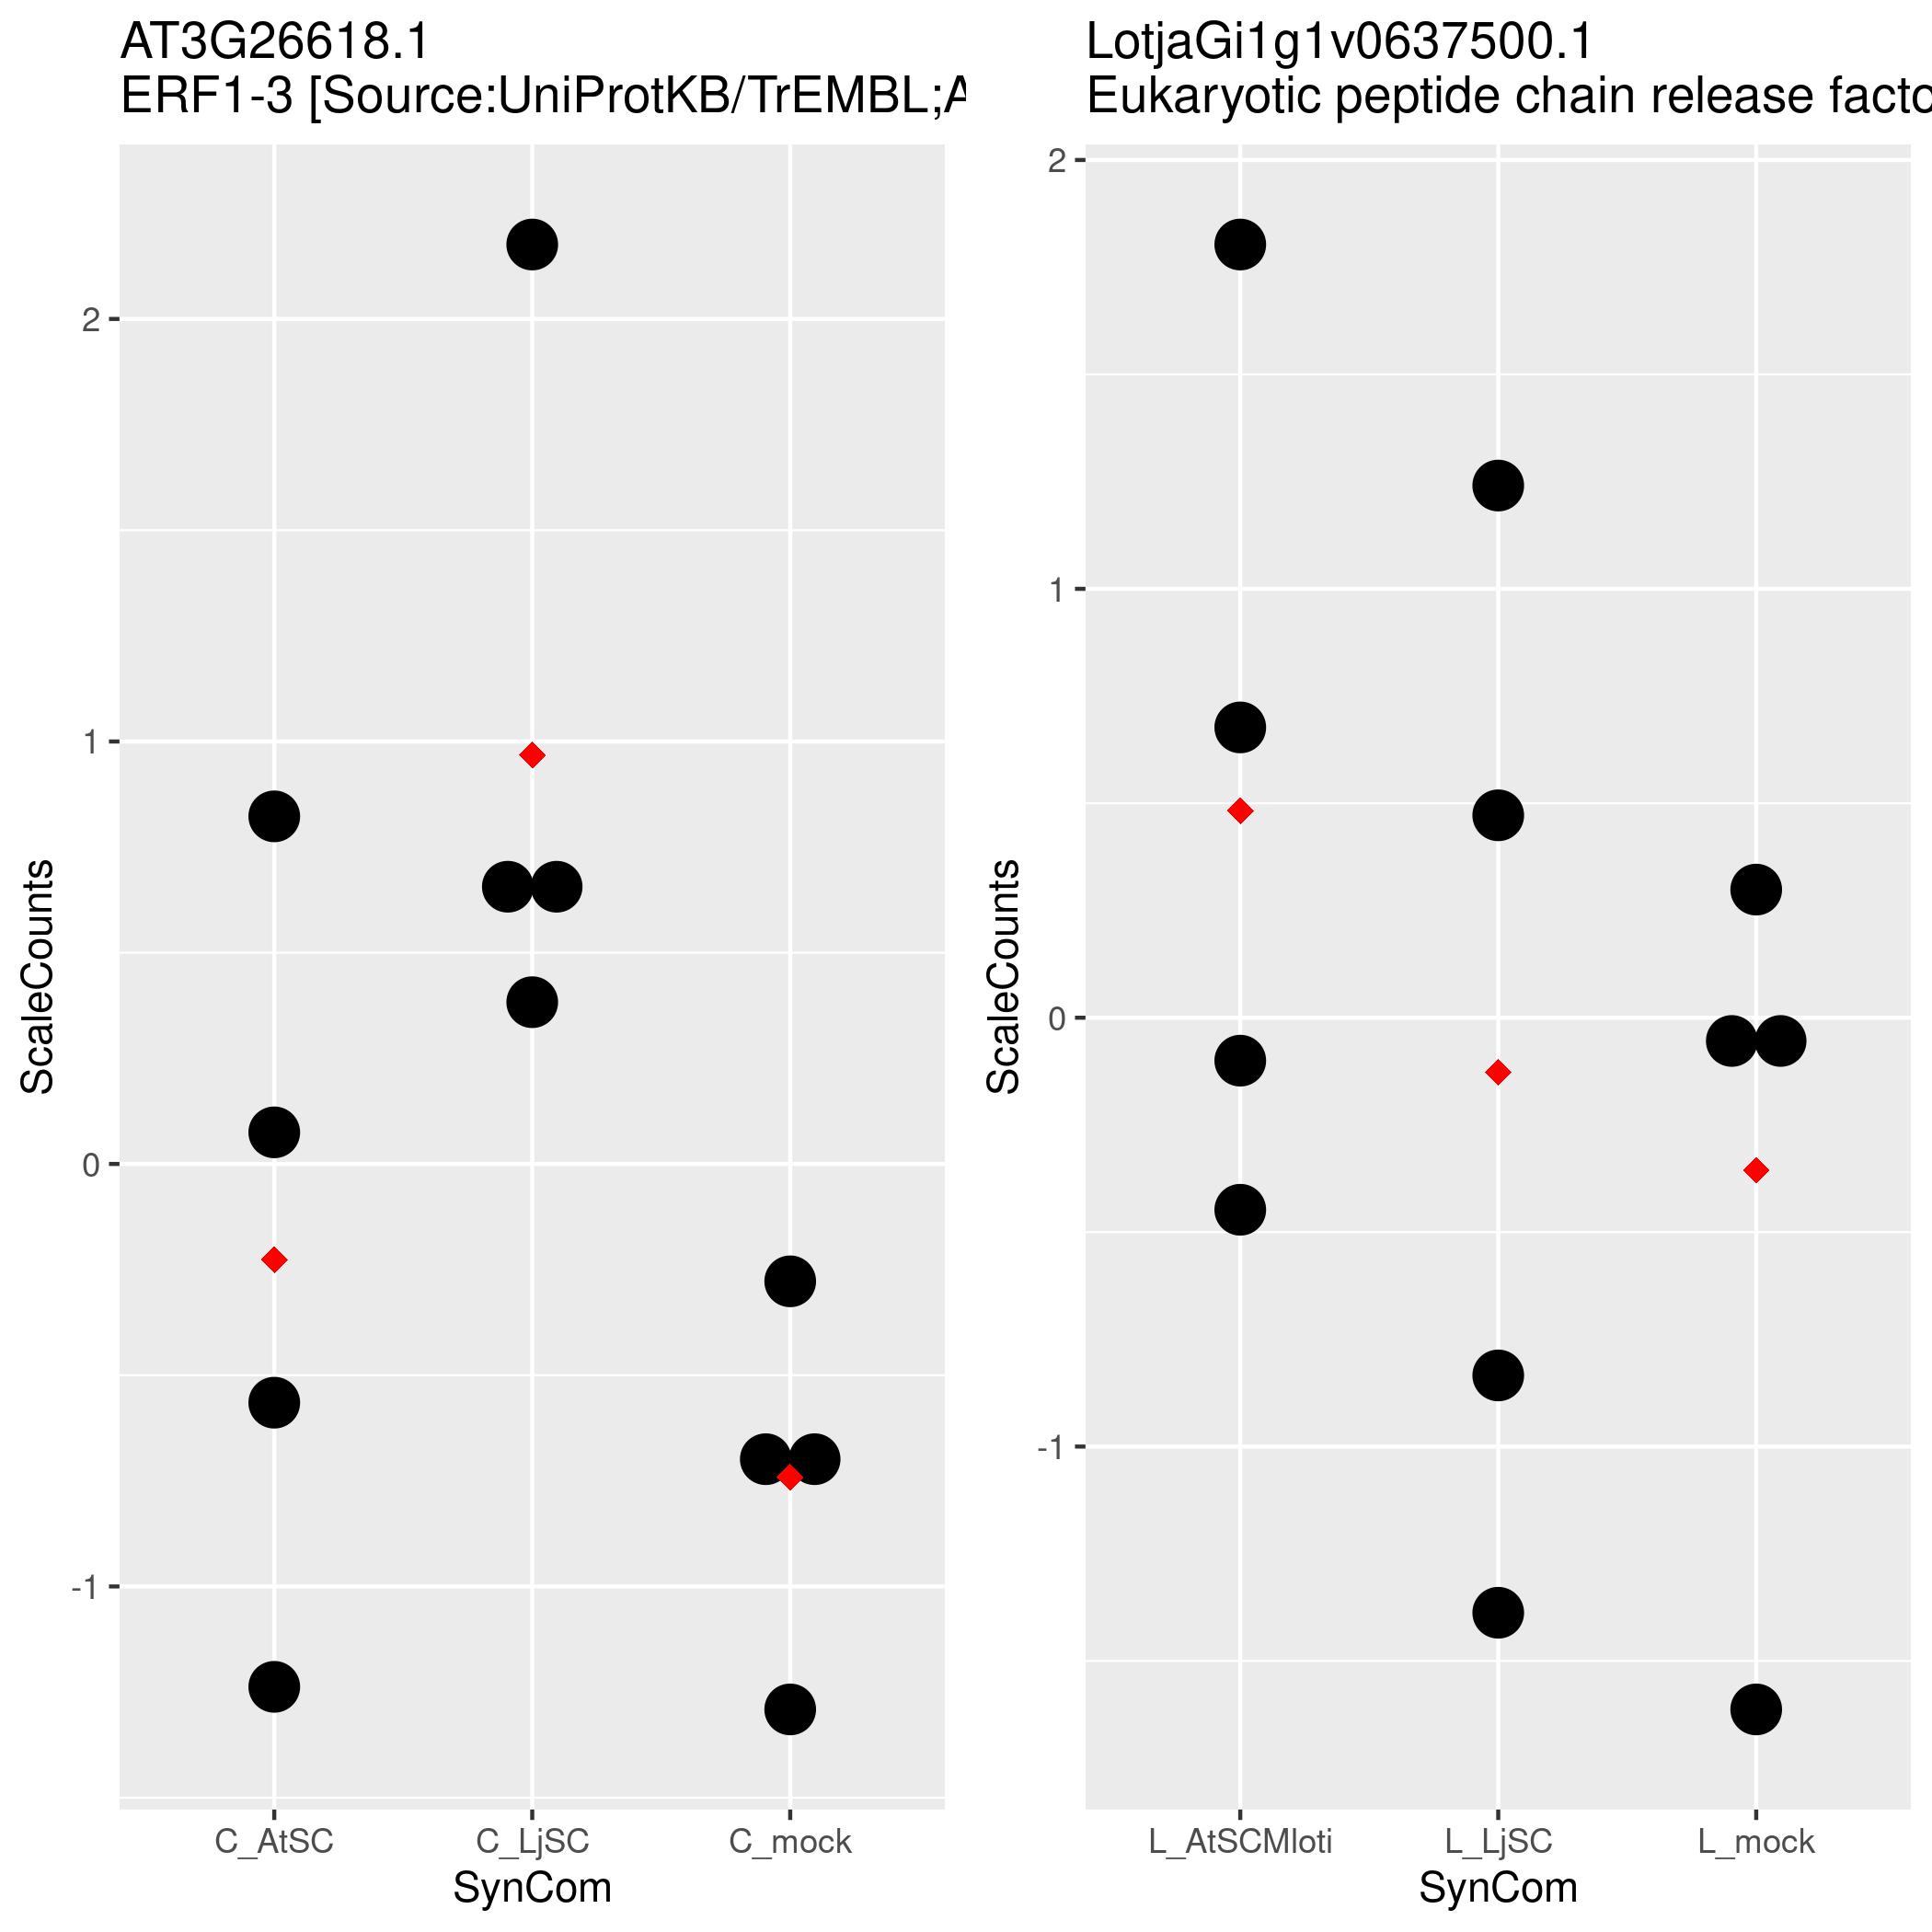 AT3G26618.1
ERF1-3 [Source:UniProtKB/TrEMBL;A
ScaleCounts
2
1
0
-1
C_AtSC
C_LjSC
C_mock
SynCom
LotjaGi1g1v0637500.1
Eukaryotic peptide chain release facto
ScaleCounts
2
1
0
-1
L_AtSCMloti
L_LjSC
L_mock
SynCom